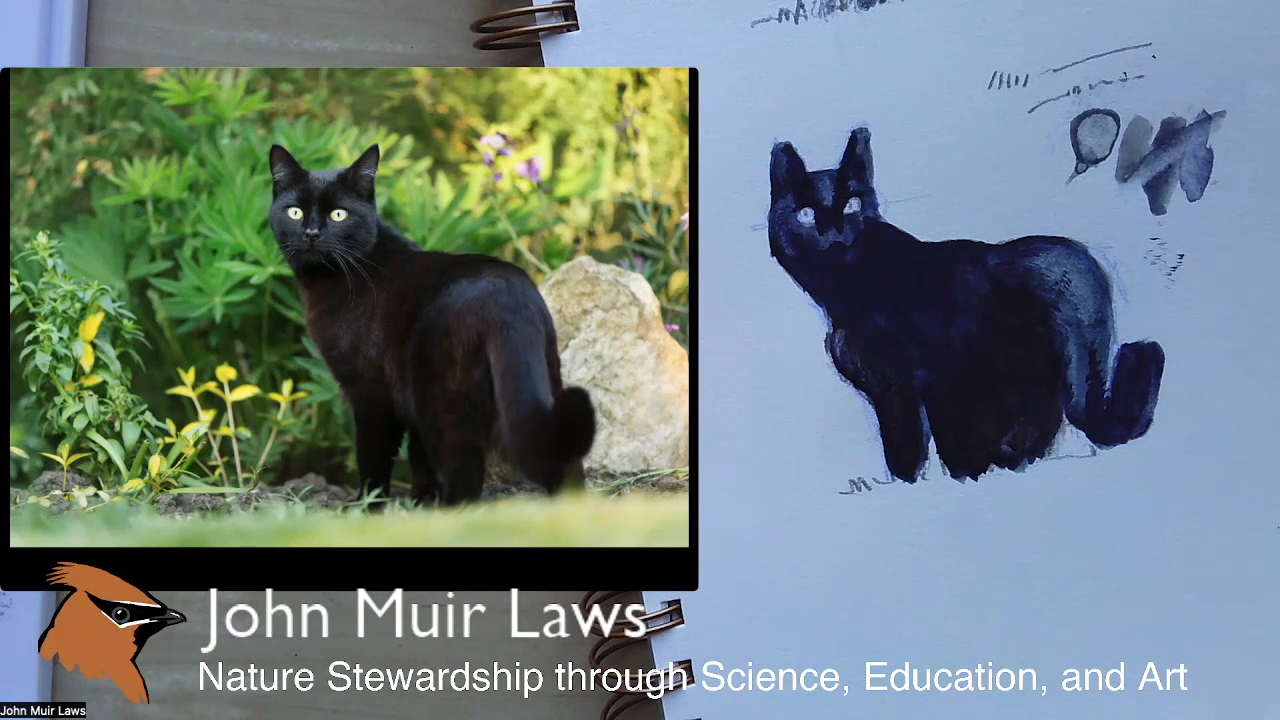 John Muir Laws
Nature Stewardship through Science, Education, and Art
John Muir Laws